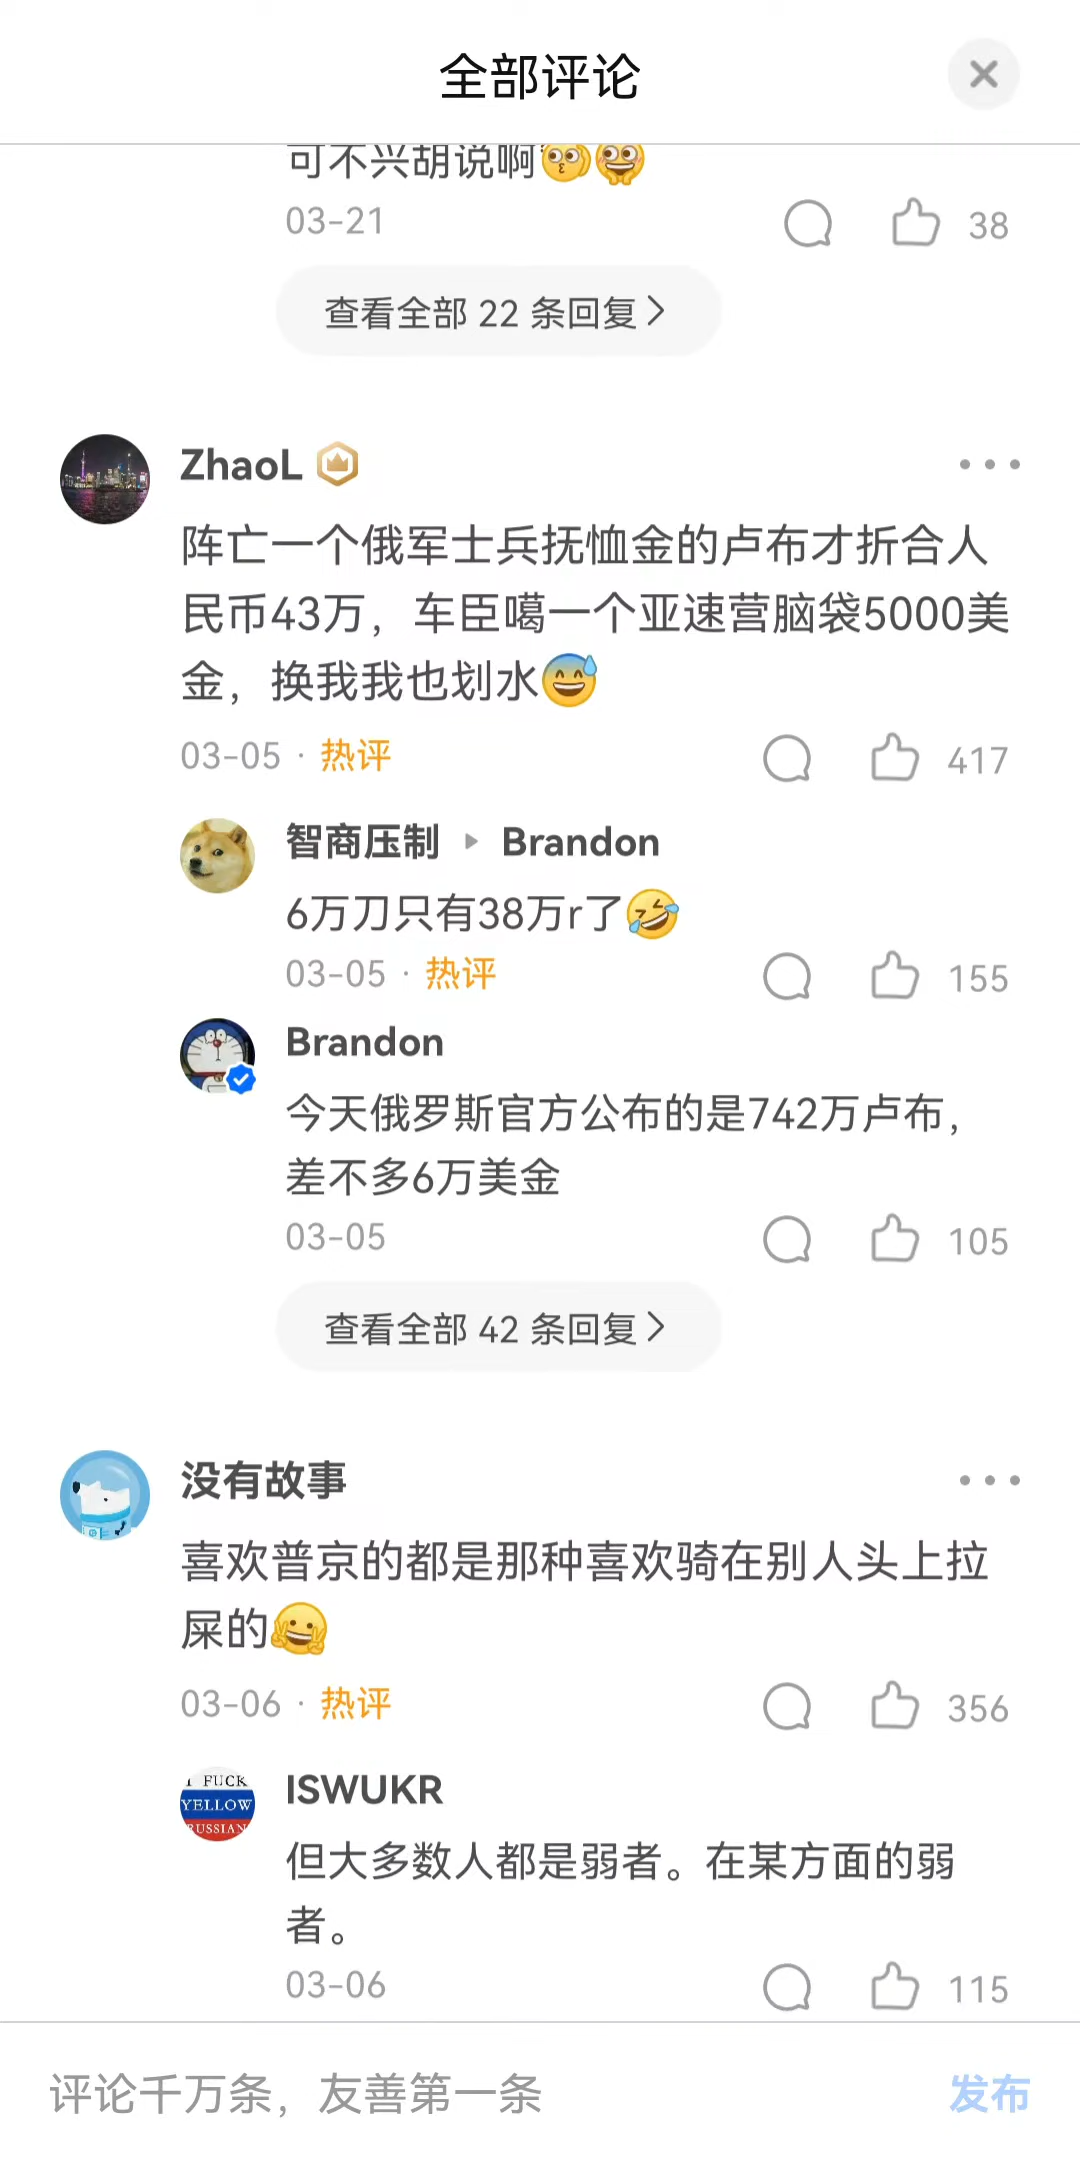 全部评论
可不兴胡说啊
03-21
38
查看全部 22 条回复
ZhaoL
阵亡一个俄军士兵抚恤金的卢布才折合人
民币43万，车臣噶一个亚速营脑袋5000美
金，换我我也划水
03-05 · 热评
417
智商压制 ▸ Brandon
6万刀只有38万r了
03-05 · 热评
155
Brandon
今天俄罗斯官方公布的是742万卢布，
差不多6万美金
03-05
105
查看全部 42 条回复
没有故事
喜欢普京的都是那种喜欢骑在别人头上拉
屎的
03-06 · 热评
356
I FUCK
YELLOW
RUSSIAN
ISWUKR
但大多数人都是弱者。在某方面的弱
者。
03-06
115
评论千万条，友善第一条
发布